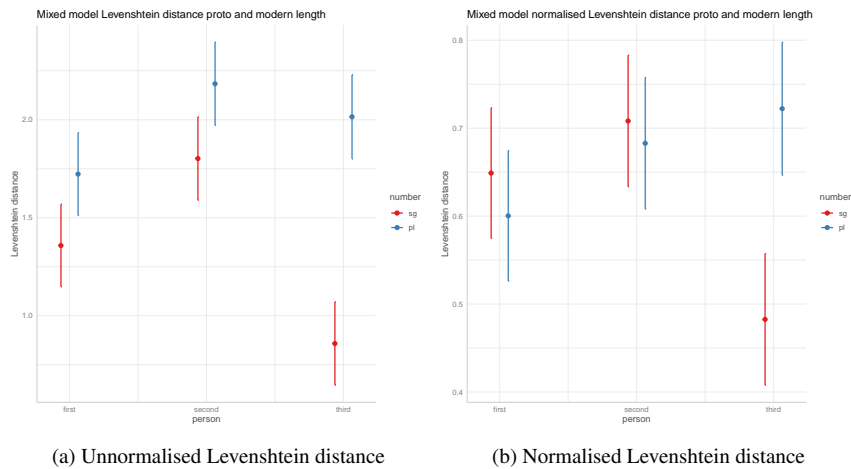 Mixed model Levenshtein distance proto and modern length
Levenshtein distance
2.0
1.5
1.0
first
second
third
person
number
sg
pl
(a) Unnormalised Levenshtein distance
Mixed model normalised Levenshtein distance proto and modern length
Levenshtein distance
0.8
0.7
0.6
0.5
0.4
first
second
third
person
number
sg
pl
(b) Normalised Levenshtein distance